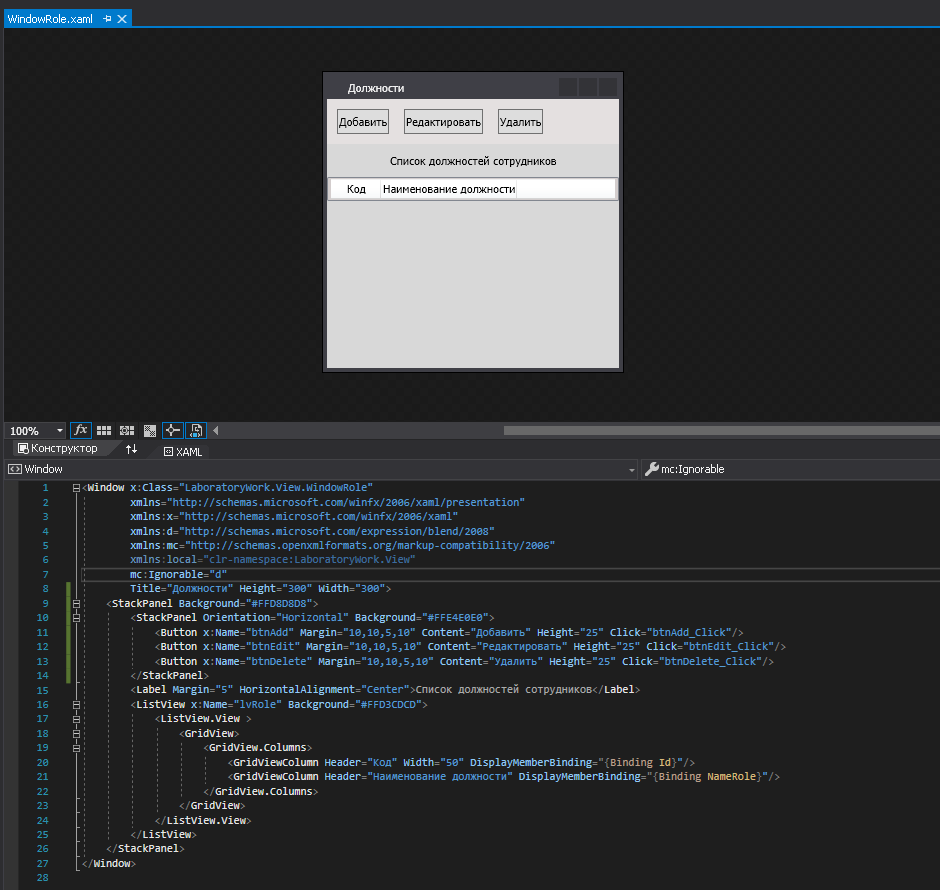 WindowRole.xaml
Должности
Добавить Редактировать Удалить
Список должностей сотрудников
Код Наименование должности
100% fx
Конструктор XAML
Window mc:Ignorable
1 <Window x:Class="LaboratoryWork.View.WindowRole"
2 xmlns="http://schemas.microsoft.com/winfx/2006/xaml/presentation"
3 xmlns:x="http://schemas.microsoft.com/winfx/2006/xaml"
4 xmlns:d="http://schemas.microsoft.com/expression/blend/2008"
5 xmlns:mc="http://schemas.openxmlformats.org/markup-compatibility/2006"
6 xmlns:local="clr-namespace:LaboratoryWork.View"
7 mc:Ignorable="d"
8 Title="Должности" Height="300" Width="300">
9 <StackPanel Background="#FFD8D8D8">
10 <StackPanel Orientation="Horizontal" Background="#FFE4E0E0">
11 <Button x:Name="btnAdd" Margin="10,10,5,10" Content="Добавить" Height="25" Click="btnAdd_Click"/>
12 <Button x:Name="btnEdit" Margin="10,10,5,10" Content="Редактировать" Height="25" Click="btnEdit_Click"/>
13 <Button x:Name="btnDelete" Margin="10,10,5,10" Content="Удалить" Height="25" Click="btnDelete_Click"/>
14 </StackPanel>
15 <Label Margin="5" HorizontalAlignment="Center">Список должностей сотрудников</Label>
16 <ListView x:Name="lvRole" Background="#FFD3CDCD">
17 <ListView.View >
18 <GridView>
19 <GridView.Columns>
20 <GridViewColumn Header="Код" Width="50" DisplayMemberBinding="{Binding Id}"/>
21 <GridViewColumn Header="Наименование должности" DisplayMemberBinding="{Binding NameRole}"/>
22 </GridView.Columns>
23 </GridView>
24 </ListView.View>
25 </ListView>
26 </StackPanel>
27 </Window>
28